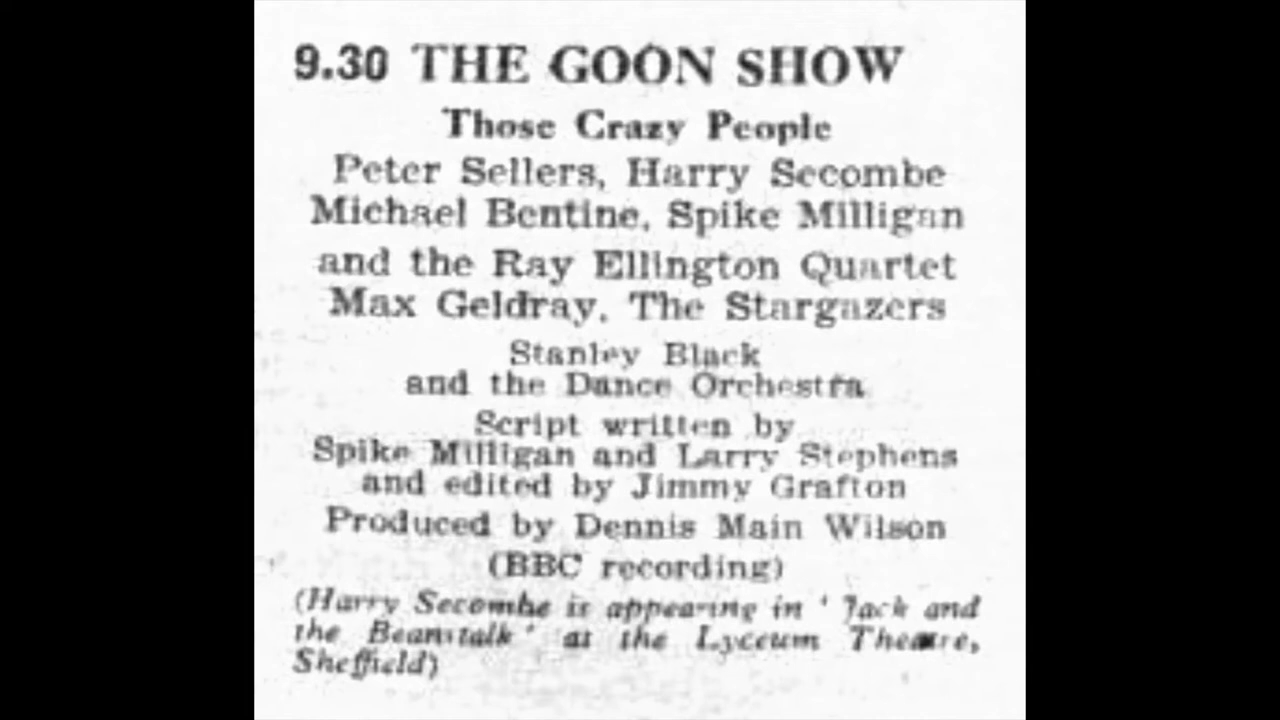 9.30 THE GOON SHOW
Those Crazy People
Peter Sellers, Harry Secombe
Michael Bentine, Spike Milligan
and the Ray Ellington Quartet
Max Geldray, The Stargazers
Stanley Black
and the Dance Orchestra
Script written by
Spike Milligan and Larry Stephens
and edited by Jimmy Grafton
Produced by Dennis Main Wilson
(BBC recording)
(Harry Secombe is appearing in ' Jack and
the Beanstalk ' at the Lyceum Theatre,
Sheffield)